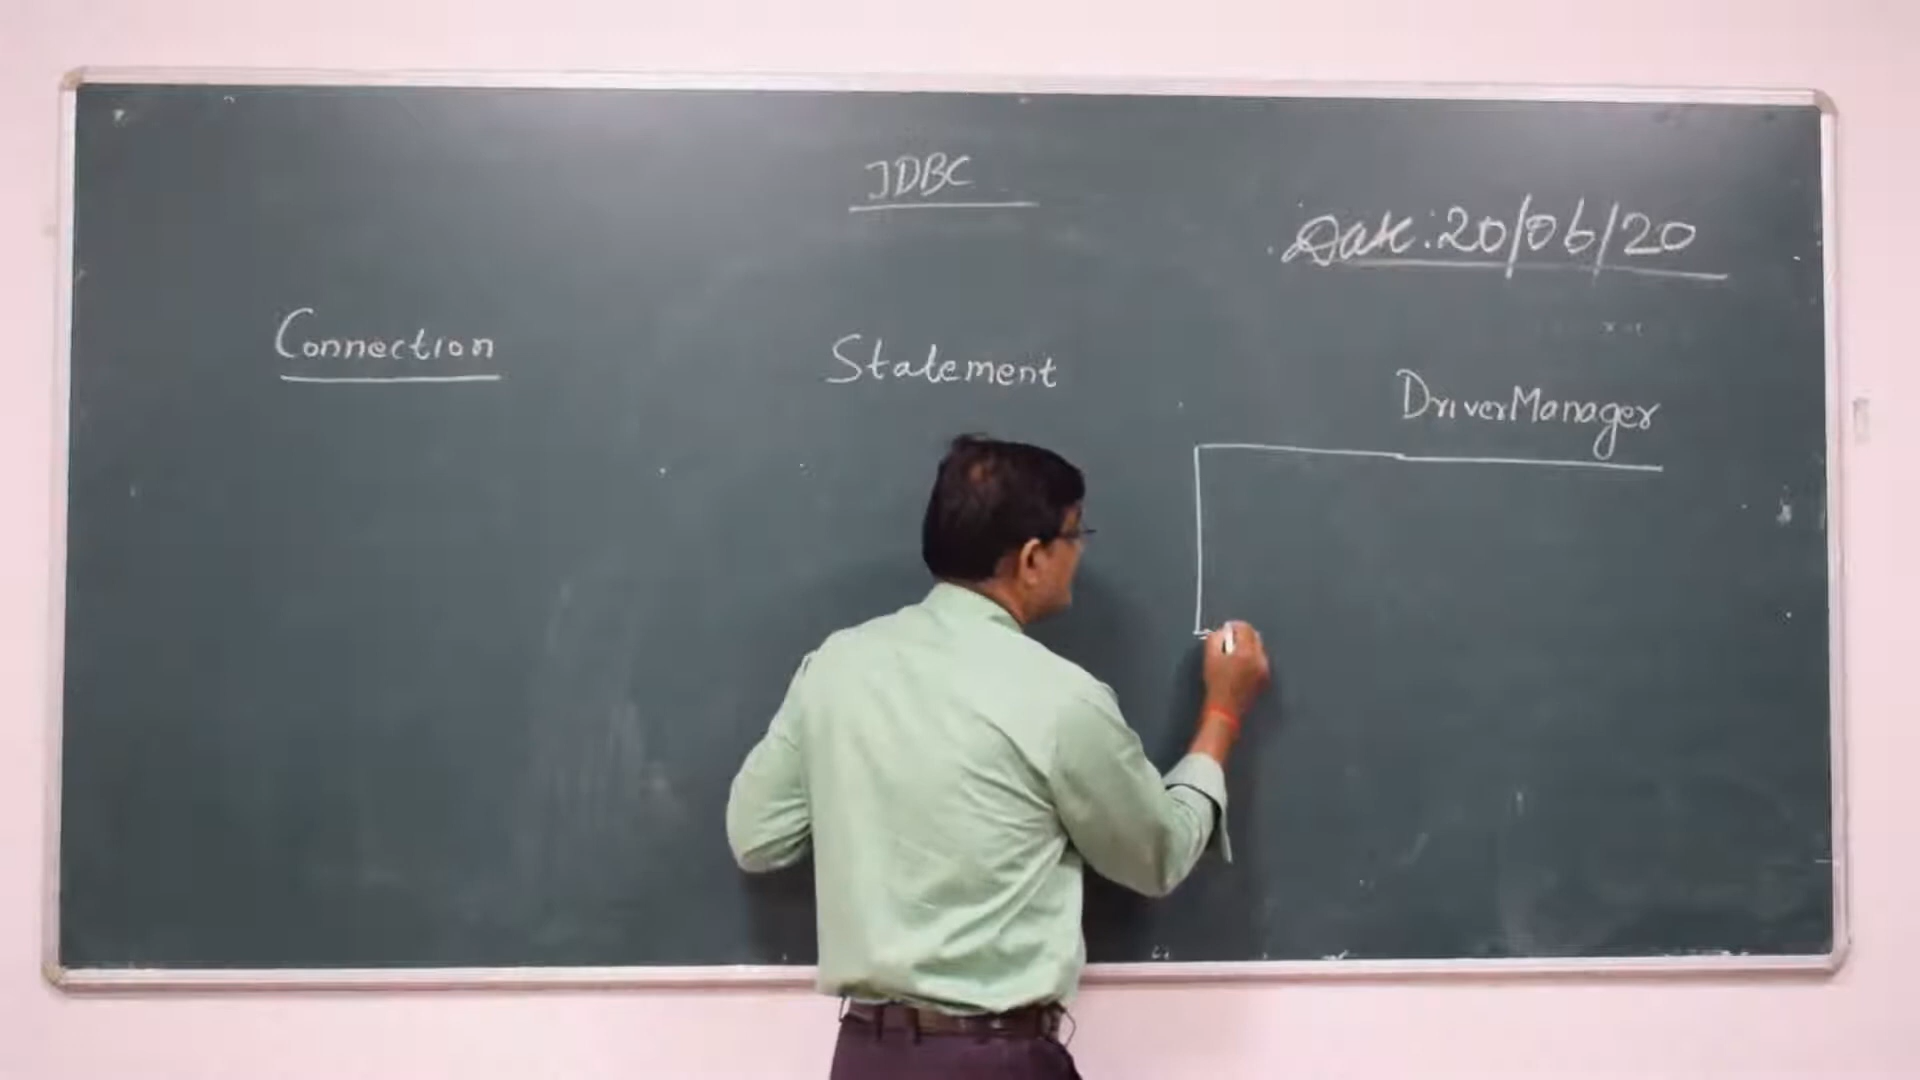 JDBC
Date:20/06/20
Connection
Statement
DriverManager